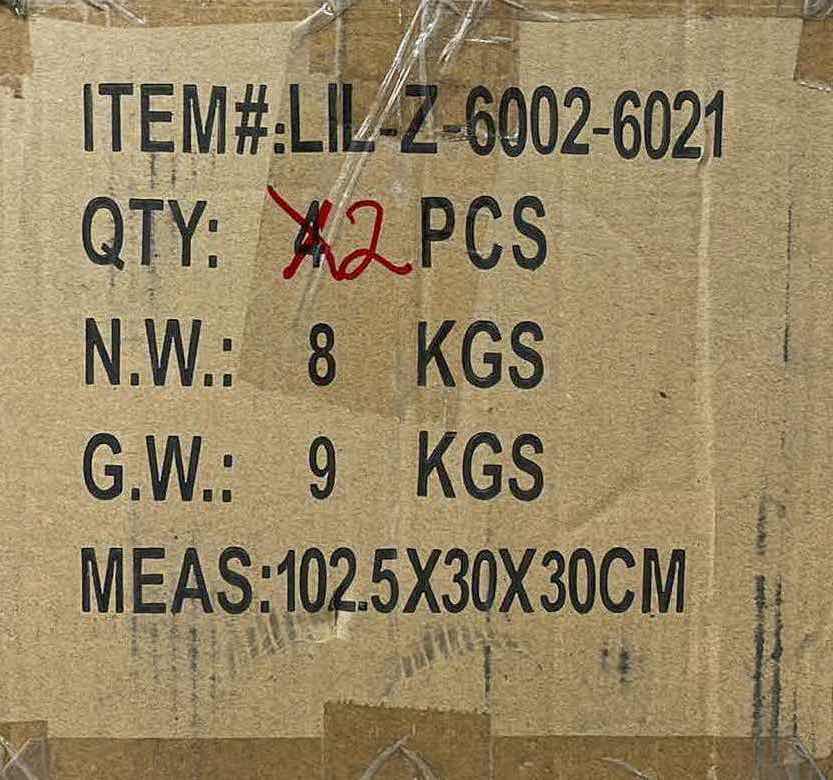 ITEM#:LIL-Z-6002-6021
QTY: 4 2 PCS
N.W.: 8 KGS
G.W.: 9 KGS
MEAS:102.5X30X30CM